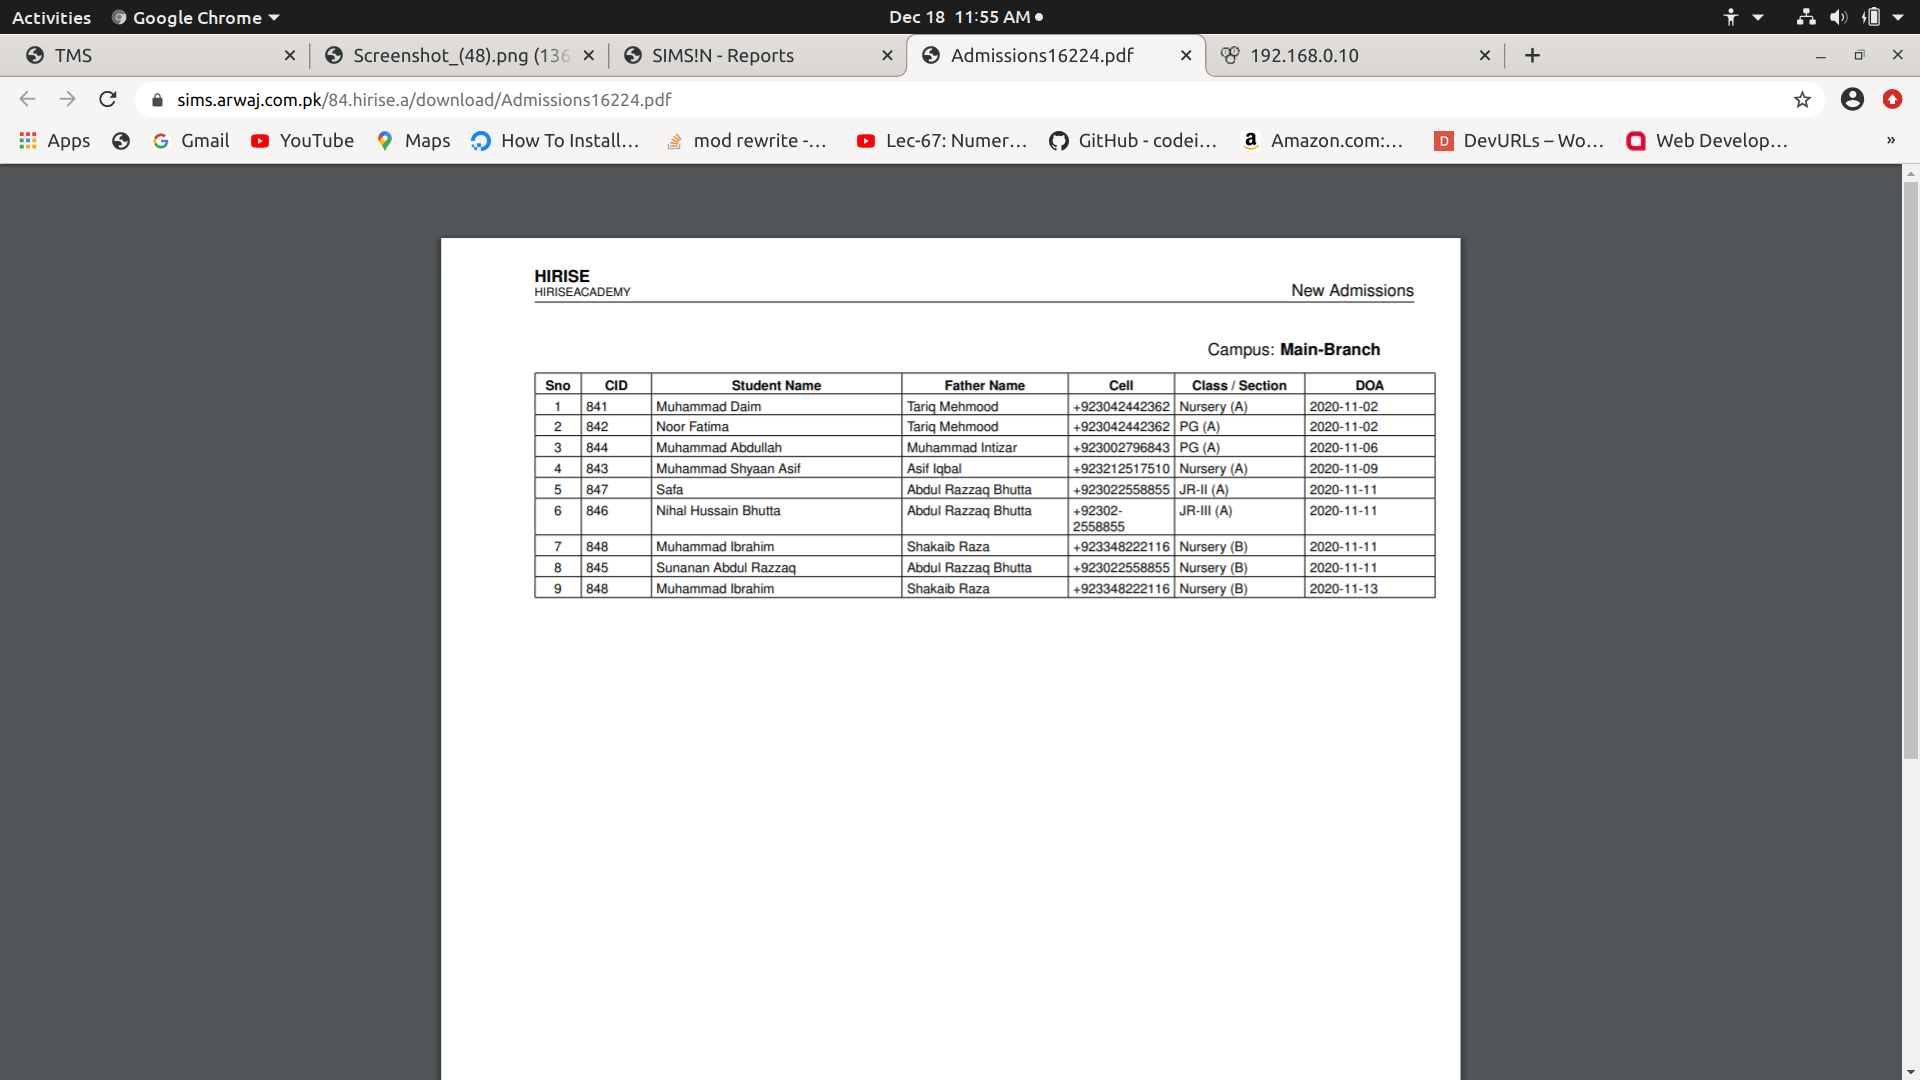 Activities Google Chrome Dec 18 11:55 AM
TMS Screenshot_(48).png (136 SIMS!N - Reports Admissions16224.pdf 192.168.0.10
sims.arwaj.com.pk/84.hirise.a/download/Admissions16224.pdf
Apps Gmail YouTube Maps How To Install... mod rewrite -... Lec-67: Numer... GitHub - codei... Amazon.com:... DevURLs – Wo... Web Develop... »
HIRISE
HIRISEACADEMY New Admissions
Campus: Main-Branch
Sno CID Student Name Father Name Cell Class / Section DOA
1 841 Muhammad Daim Tariq Mehmood +923042442362 Nursery (A) 2020-11-02
2 842 Noor Fatima Tariq Mehmood +923042442362 PG (A) 2020-11-02
3 844 Muhammad Abdullah Muhammad Intizar +923002796843 PG (A) 2020-11-06
4 843 Muhammad Shyaan Asif Asif Iqbal +923212517510 Nursery (A) 2020-11-09
5 847 Safa Abdul Razzaq Bhutta +923022558855 JR-II (A) 2020-11-11
6 846 Nihal Hussain Bhutta Abdul Razzaq Bhutta +92302- JR-III (A) 2020-11-11
2558855
7 848 Muhammad Ibrahim Shakaib Raza +923348222116 Nursery (B) 2020-11-11
8 845 Sunanan Abdul Razzaq Abdul Razzaq Bhutta +923022558855 Nursery (B) 2020-11-11
9 848 Muhammad Ibrahim Shakaib Raza +923348222116 Nursery (B) 2020-11-13